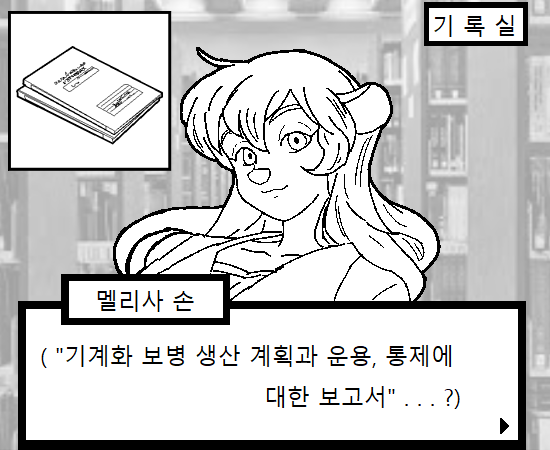 기 록 실
멜리사 손
( "기계화 보병 생산 계획과 운용, 통제에
대한 보고서" . . . ?)